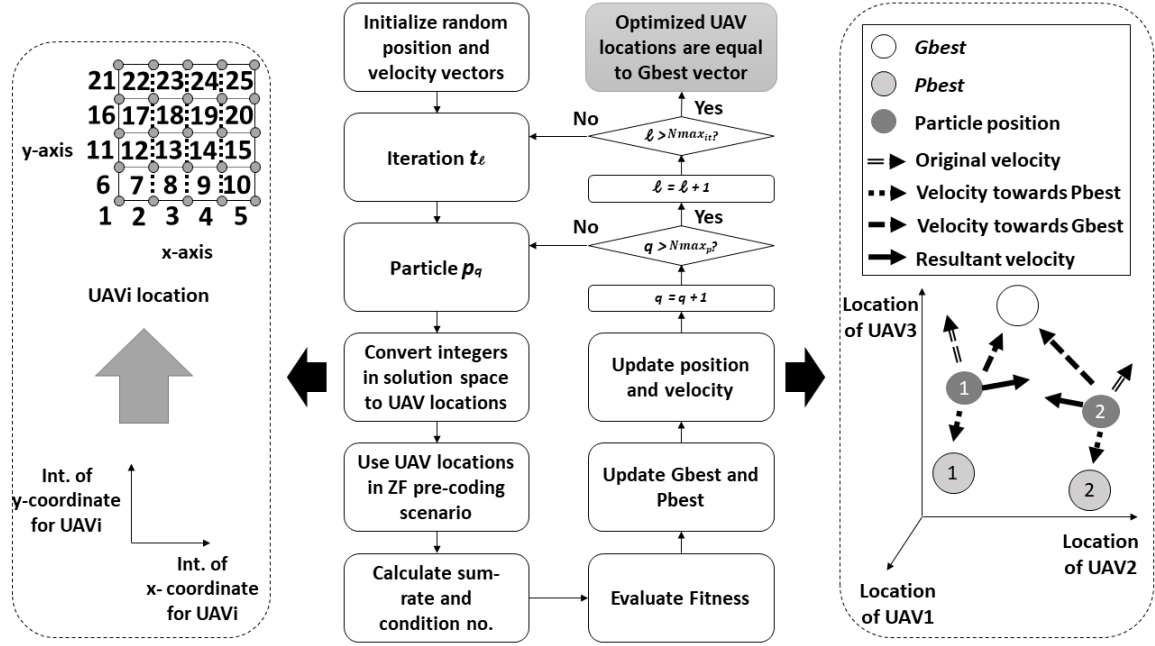 21 22 23 24 25
16 17 18 19 20
y-axis 11 12 13 14 15
6 7 8 9 10
1 2 3 4 5
x-axis
UAVi location
Int. of
y-coordinate
for UAVi
Int. of
x- coordinate
for UAVi
Initialize random
position and
velocity vectors
Iteration tℓ
Particle pq
Convert integers
in solution space
to UAV locations
Use UAV locations
in ZF pre-coding
scenario
Calculate sum-
rate and
condition no.
Optimized UAV
locations are equal
to Gbest vector
Yes
No
ℓ >Nmaxit?
ℓ = ℓ + 1
Yes
No
q >Nmaxp?
q = q + 1
Update position
and velocity
Update Gbest and
Pbest
Evaluate Fitness
Gbest
Pbest
Particle position
Original velocity
Velocity towards Pbest
Velocity towards Gbest
Resultant velocity
Location
of UAV3
1
2
1
2
Location
of UAV2
Location
of UAV1